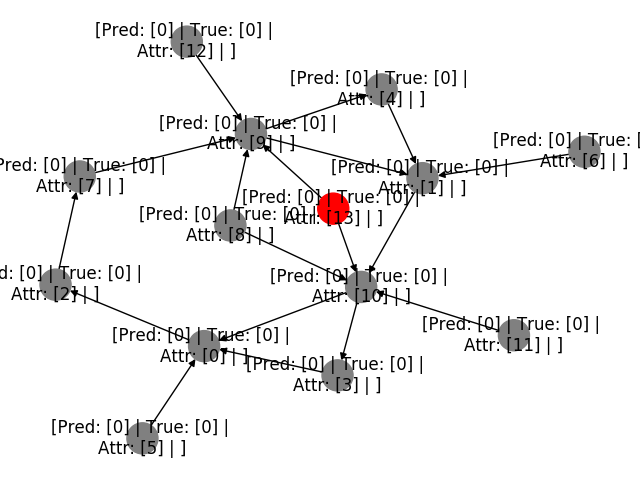 [Pred: [0] | True: [0] |
Attr: [12] | ]
[Pred: [0] | True: [0] |
Attr: [4] | ]
[Pred: [0] | True: [0] |
Attr: [9] | ]
[Pred: [0] | True: [
Attr: [6] | ]
Pred: [0] | True: [0] |
Attr: [7] | ]
[Pred: [0] | True: [0] |
Attr: [1] | ]
[Pred: [0] | True: [0] |
Attr: [13] | ]
[Pred: [0] | True: [0] |
Attr: [8] | ]
d: [0] | True: [0] |
Attr: [2] | ]
[Pred: [0] | True: [0] |
Attr: [10] | ]
[Pred: [0] | True: [0] |
Attr: [11] | ]
[Pred: [0] | True: [0] |
Attr: [0] | ]
[Pred: [0] | True: [0] |
Attr: [3] | ]
[Pred: [0] | True: [0] |
Attr: [5] | ]